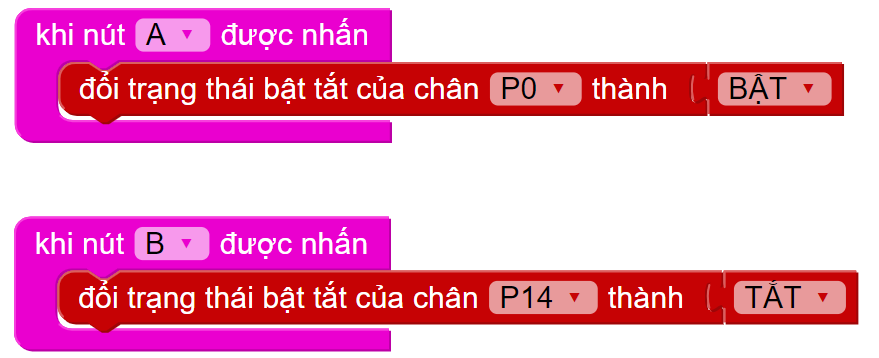 khi nút A được nhấn
đổi trạng thái bật tắt của chân P0 thành BẬT
khi nút B được nhấn
đổi trạng thái bật tắt của chân P14 thành TẮT